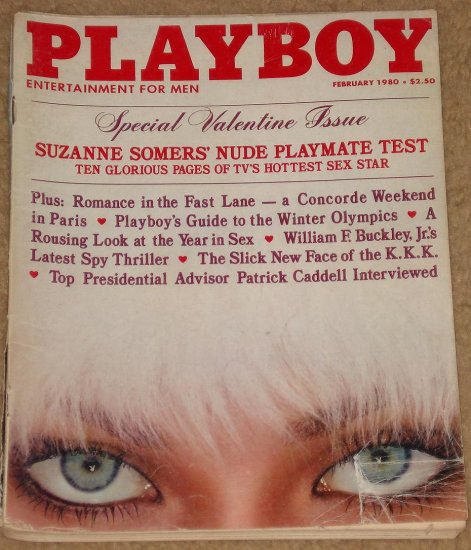 PLAYBOY
ENTERTAINMENT FOR MEN
FEBRUARY 1980 • $2.50
Special Valentine Issue
SUZANNE SOMERS' NUDE PLAYMATE TEST
TEN GLORIOUS PAGES OF TV'S HOTTEST SEX STAR
Plus: Romance in the Fast Lane — a Concorde Weekend
in Paris ♥ Playboy's Guide to the Winter Olympics ♥ A
Rousing Look at the Year in Sex ♥ William F. Buckley, Jr.'s
Latest Spy Thriller ♥ The Slick New Face of the K.K.K.
♥ Top Presidential Advisor Patrick Caddell Interviewed